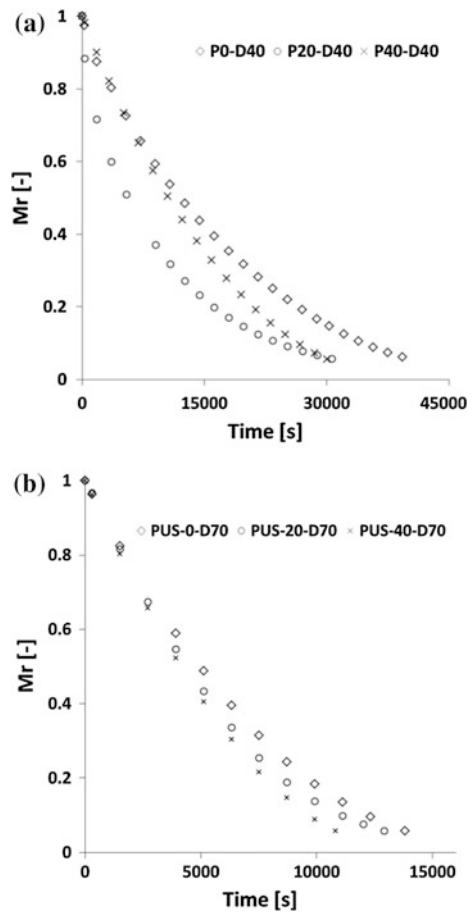 (a)
◇ P0-D40 ○ P20-D40 × P40-D40
1
0.8
0.6
0.4
0.2
0
Mr [-]
0 15000 30000 45000
Time [s]
(b)
◇ PUS-0-D70 ○ PUS-20-D70 × PUS-40-D70
1
0.8
0.6
0.4
0.2
0
Mr [-]
0 5000 10000 15000
Time [s]